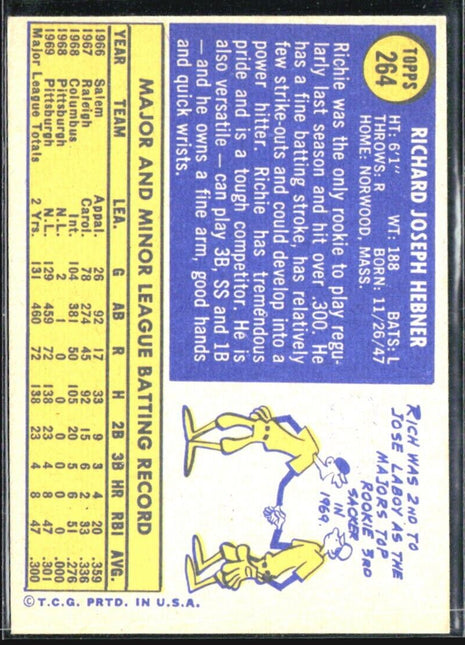 TOPPS
264
RICHARD JOSEPH HEBNER
HT: 6'1" WT: 188 BATS: L
THROWS: R BORN: 11/26/47
HOME: NORWOOD, MASS.
Richie was the only rookie to play regu-
larly last season and hit over .300. He
has a fine batting stroke, has relatively
few strike-outs and could develop into a
power hitter. Richie has tremendous
pride and is a tough competitor. He is
also versatile — can play 3B, SS and 1B
— and he owns a fine arm, good hands
and quick wrists.
RICH WAS 2ND TO
JOSE LABOY AS THE
MAJORS TOP
ROOKIE 3RD
SACKER
IN
1969.
MAJOR AND MINOR LEAGUE BATTING RECORD
YEAR TEAM LEA. G AB R H 2B 3B HR RBI AVG.
1966 Salem Appal. 26 92 17 33 9 3 4 20 .359
1967 Raleigh Carol. 78 274 45 92 15 6 2 33 .336
1968 Columbus Int. 104 381 50 105 20 5 6 51 .276
1968 Pittsburgh N.L. 2 1 0 0 0 0 0 0 .000
1969 Pittsburgh N.L. 129 459 72 138 23 4 8 47 .301
Major League Totals 2 Yrs. 131 460 72 138 23 4 8 47 .300
© T.C.G. PRTD. IN U.S.A.